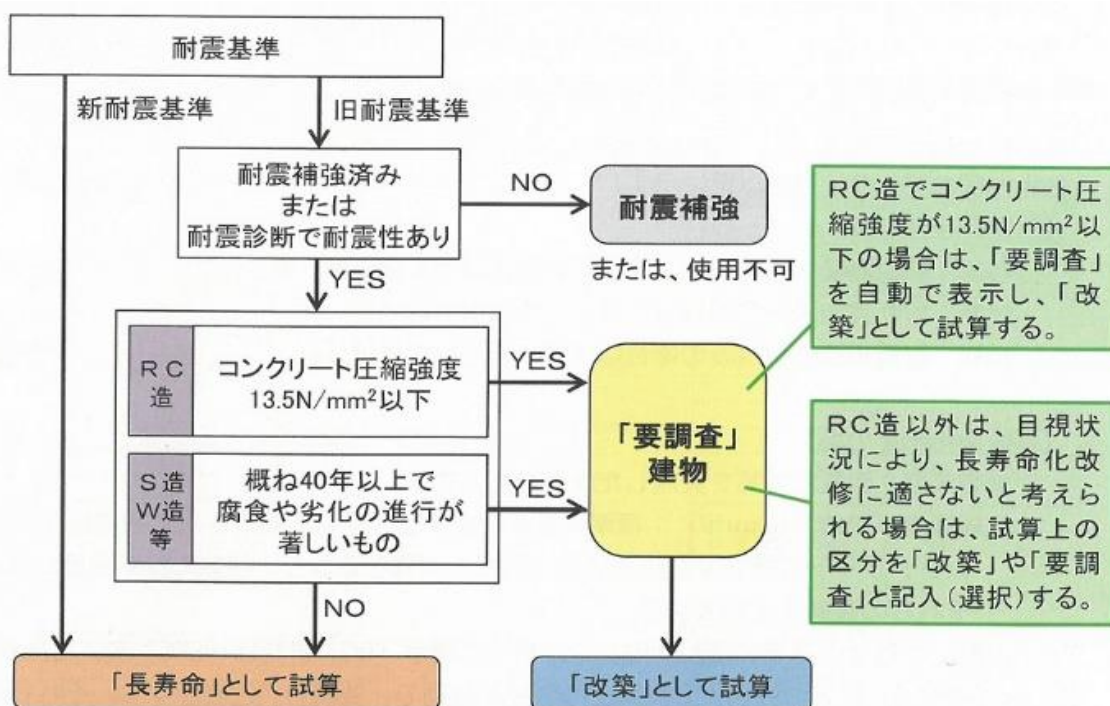 耐震基準
新耐震基準
旧耐震基準
耐震補強済み
または
耐震診断で耐震性あり
NO
耐震補強
または、使用不可
YES
RC造でコンクリート圧
縮強度が13.5N/mm²以
下の場合は、「要調査」
を自動で表示し、「改
築」として試算する。
RC
造
コンクリート圧縮強度
13.5N/mm²以下
YES
「要調査」
建物
S造
W造
等
概ね40年以上で
腐食や劣化の進行が
著しいもの
YES
RC造以外は、目視状
況により、長寿命化改
修に適さないと考えら
れる場合は、試算上の
区分を「改築」や「要調
査」と記入(選択)する。
NO
「長寿命」として試算
「改築」として試算